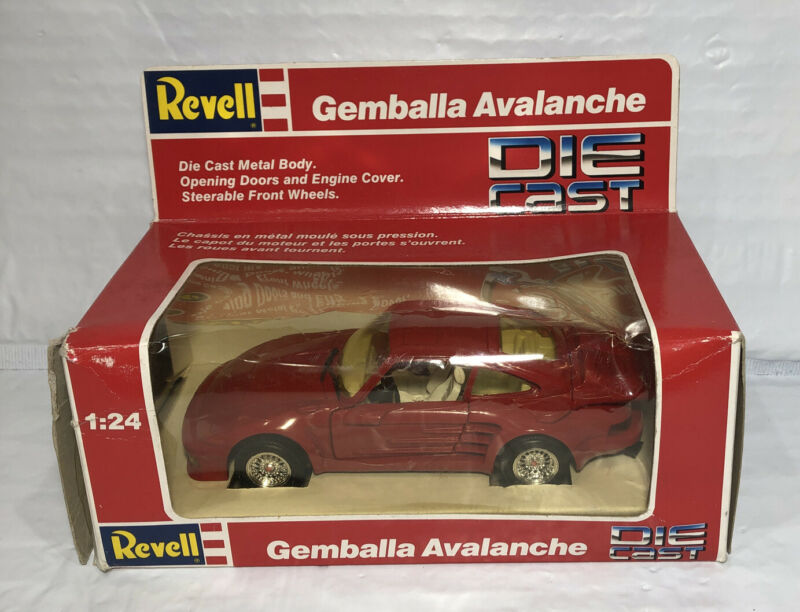 Revell
Gemballa Avalanche
Die Cast Metal Body.
Opening Doors and Engine Cover.
Steerable Front Wheels.
DIE
CAST
Chassis en métal moulé sous pression.
Le capot du moteur et les portes s'ouvrent.
Les roues avant tournent.
1:24
Revell
Gemballa Avalanche
DIE
CAST